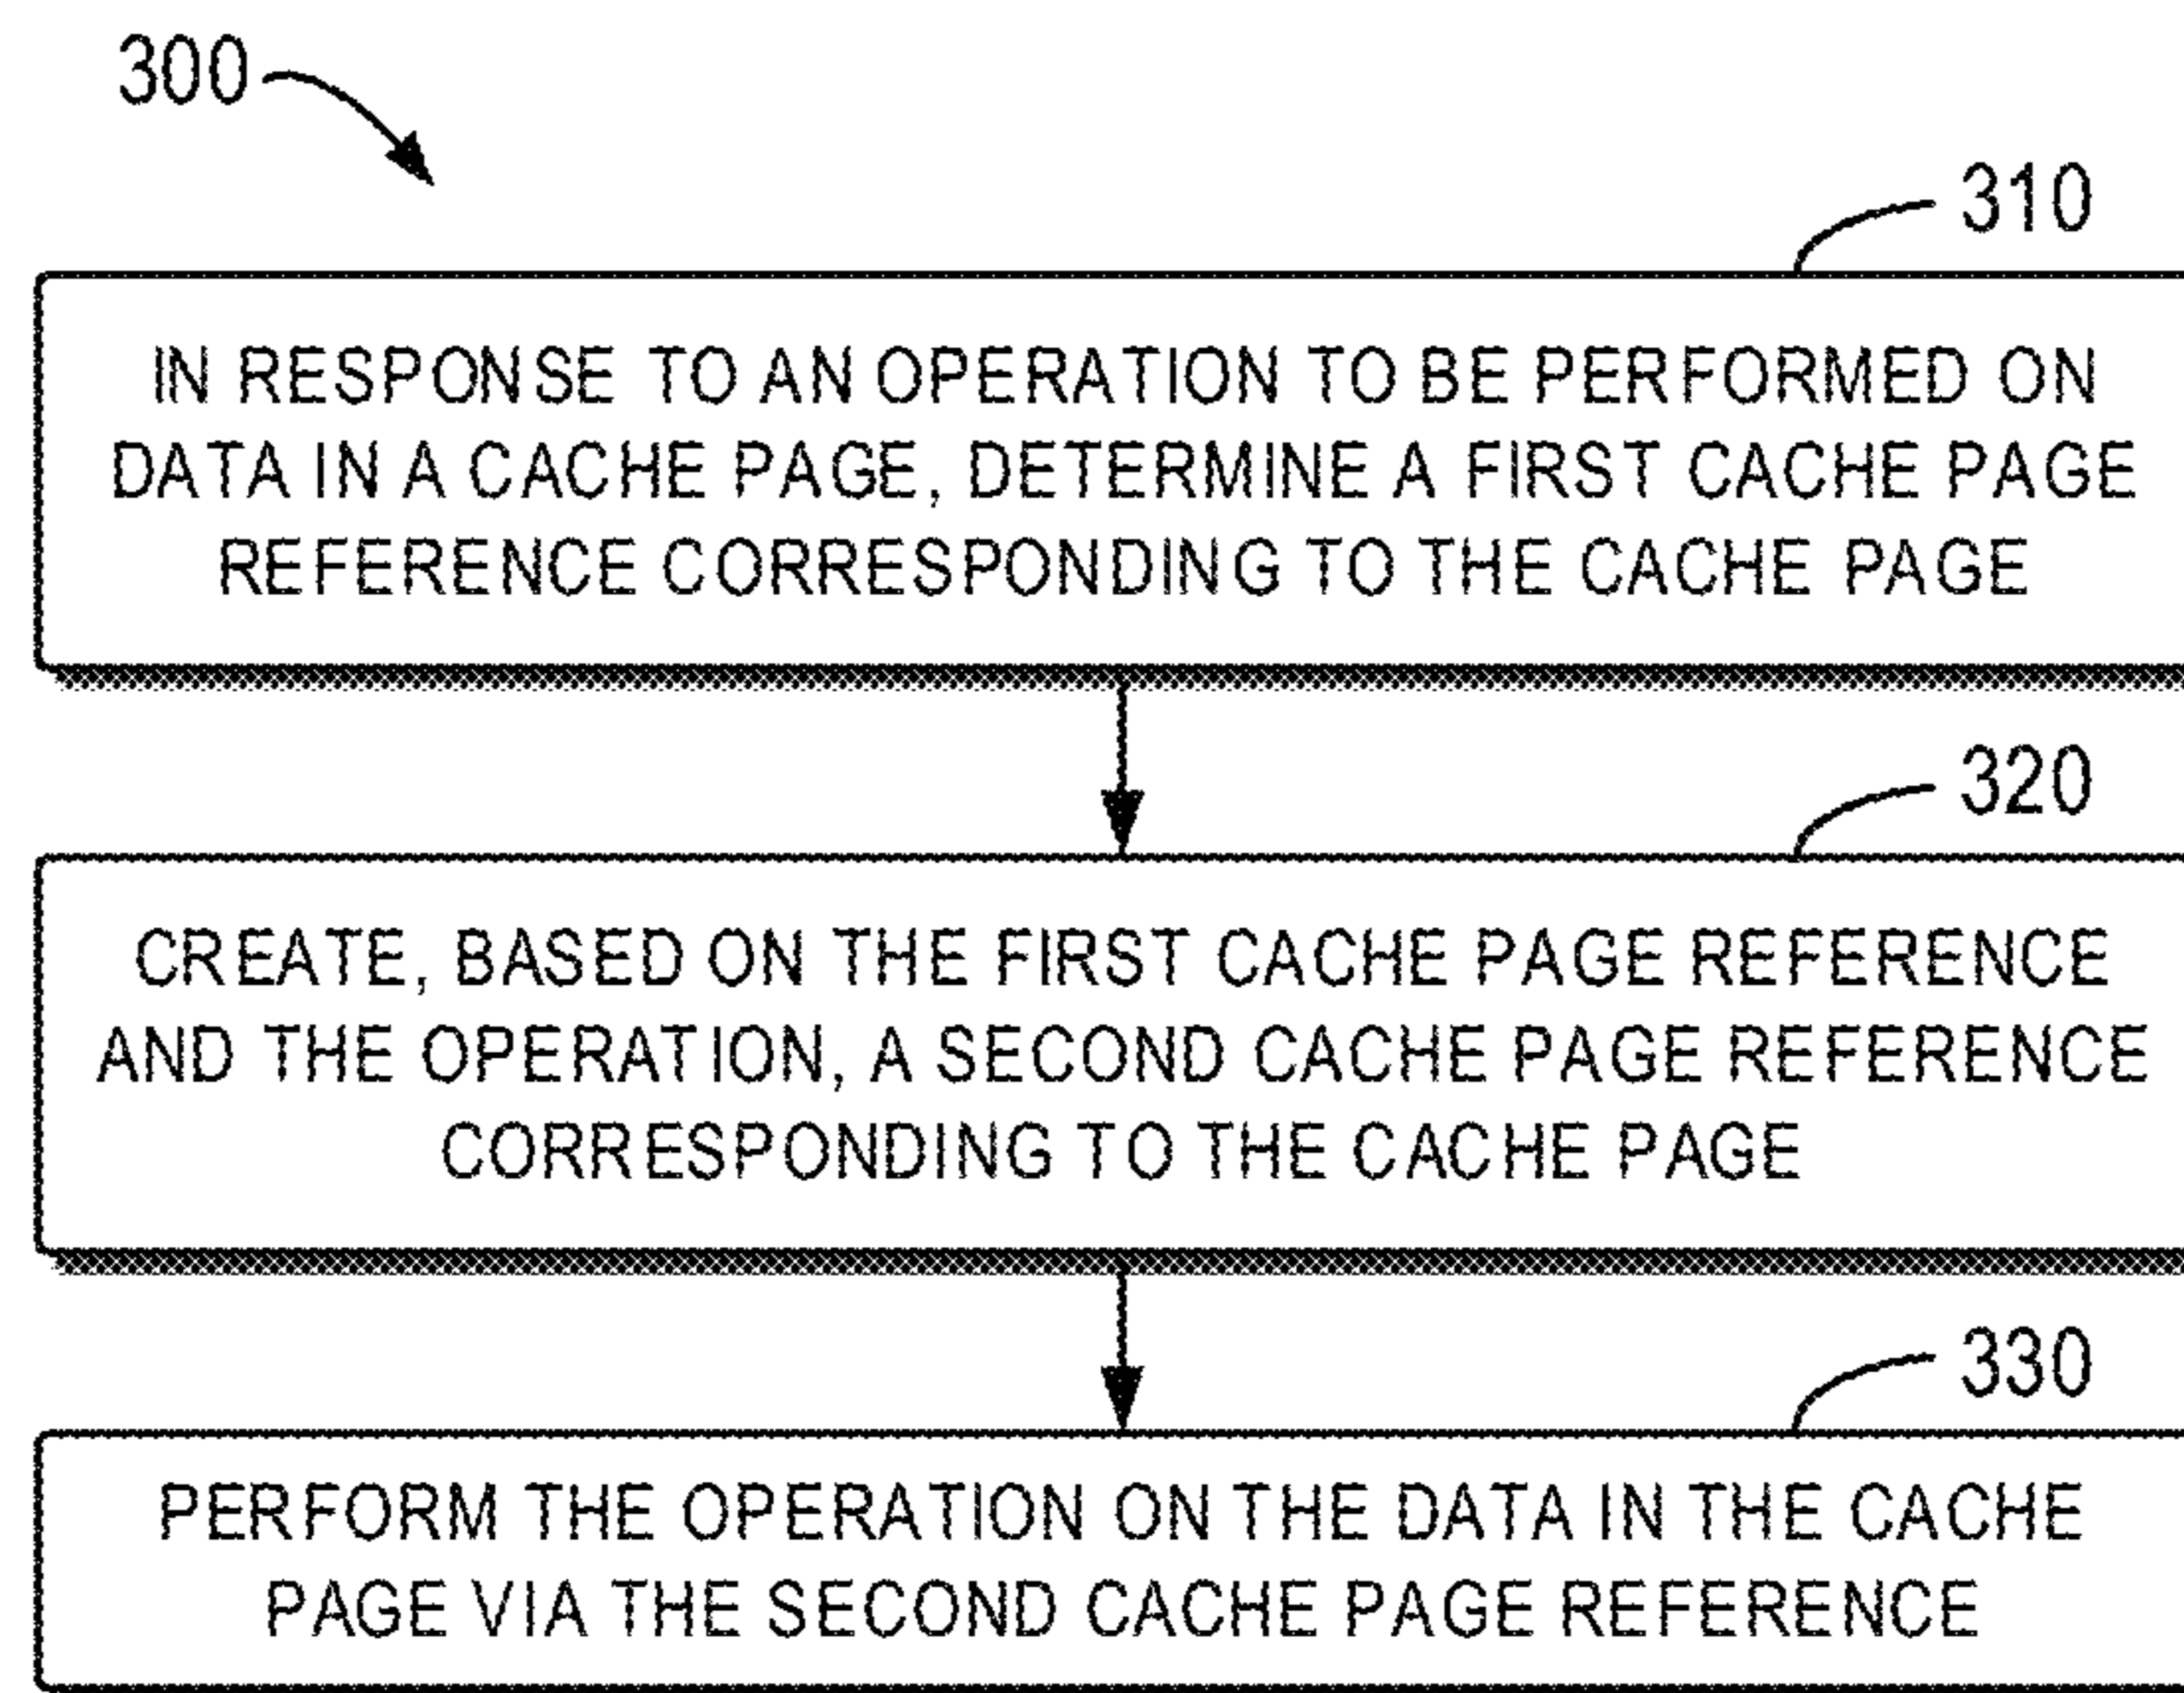 300
310
IN RESPONSE TO AN OPERATION TO BE PERFORMED ON
DATA IN A CACHE PAGE, DETERMINE A FIRST CACHE PAGE
REFERENCE CORRESPONDING TO THE CACHE PAGE
320
CREATE, BASED ON THE FIRST CACHE PAGE REFERENCE
AND THE OPERATION, A SECOND CACHE PAGE REFERENCE
CORRESPONDING TO THE CACHE PAGE
330
PERFORM THE OPERATION ON THE DATA IN THE CACHE
PAGE VIA THE SECOND CACHE PAGE REFERENCE